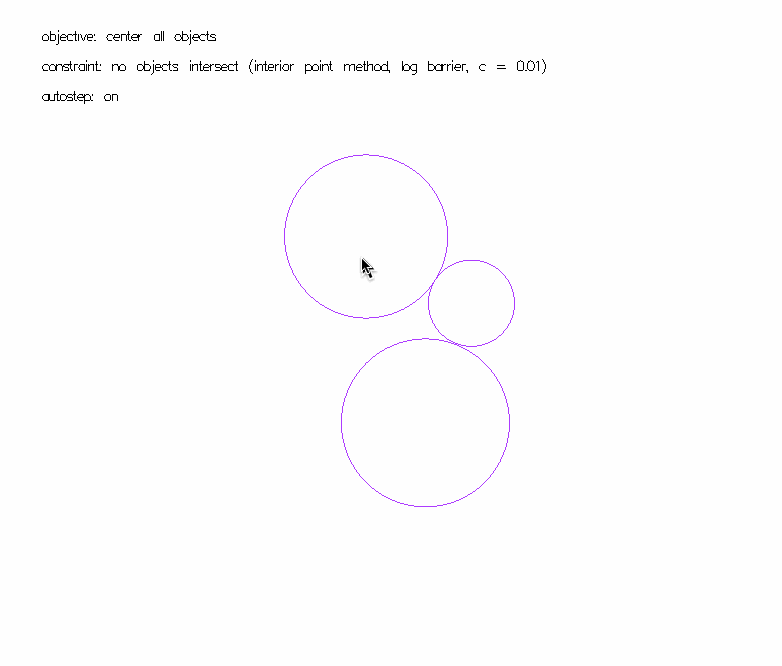 objective: center all objects
constraint: no objects intersect (interior point method, log barrier, c = 0.01)
autostep: on